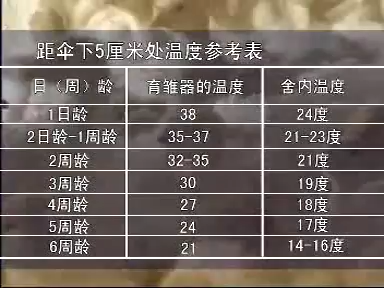 距伞下5厘米处温度参考表
日（周）龄 育雏器的温度 舍内温度
1日龄 38 24度
2日龄-1周龄 35-37 21-23度
2周龄 32-35 21度
3周龄 30 19度
4周龄 27 18度
5周龄 24 17度
6周龄 21 14-16度